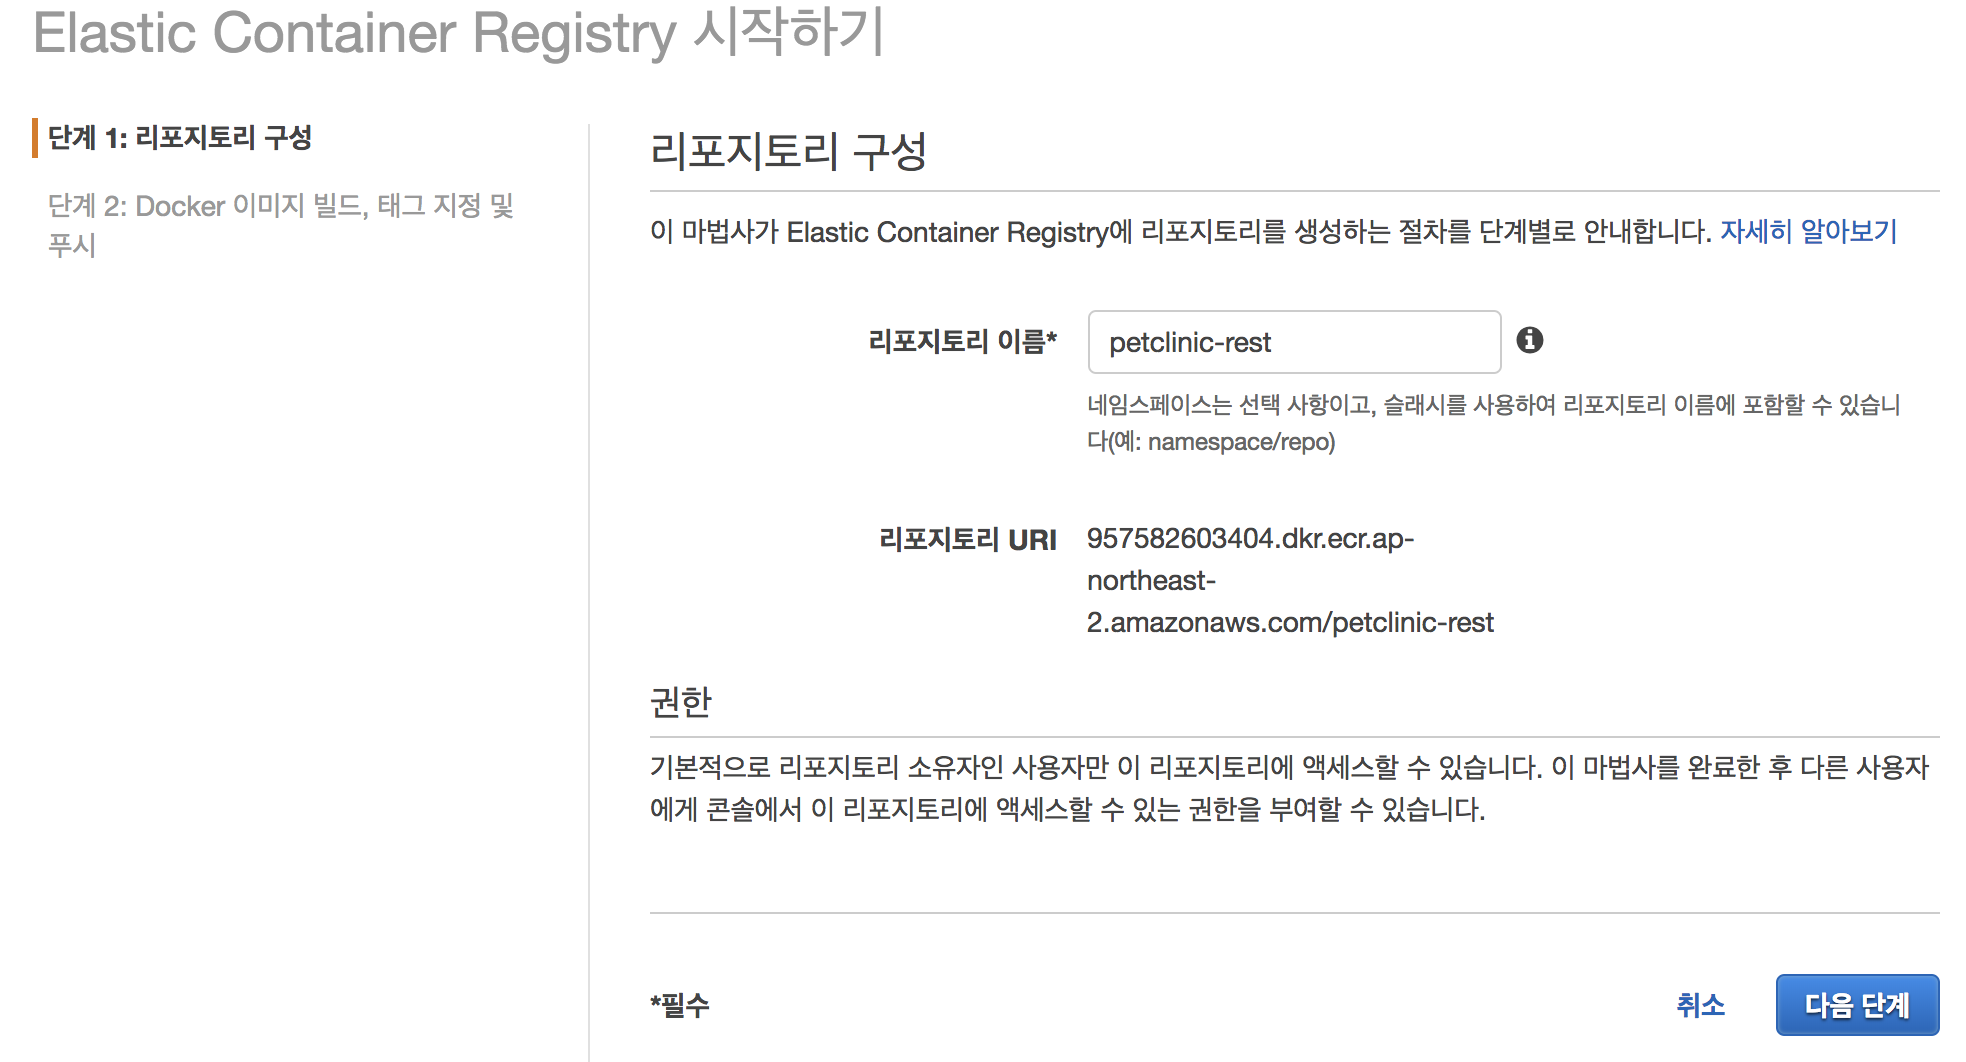 Elastic Container Registry 시작하기
단계 1: 리포지토리 구성
단계 2: Docker 이미지 빌드, 태그 지정 및
푸시
리포지토리 구성
이 마법사가 Elastic Container Registry에 리포지토리를 생성하는 절차를 단계별로 안내합니다. 자세히 알아보기
리포지토리 이름* petclinic-rest
네임스페이스는 선택 사항이고, 슬래시를 사용하여 리포지토리 이름에 포함할 수 있습니
다(예: namespace/repo)
리포지토리 URI 957582603404.dkr.ecr.ap-
northeast-
2.amazonaws.com/petclinic-rest
권한
기본적으로 리포지토리 소유자인 사용자만 이 리포지토리에 액세스할 수 있습니다. 이 마법사를 완료한 후 다른 사용자
에게 콘솔에서 이 리포지토리에 액세스할 수 있는 권한을 부여할 수 있습니다.
*필수 취소 다음 단계